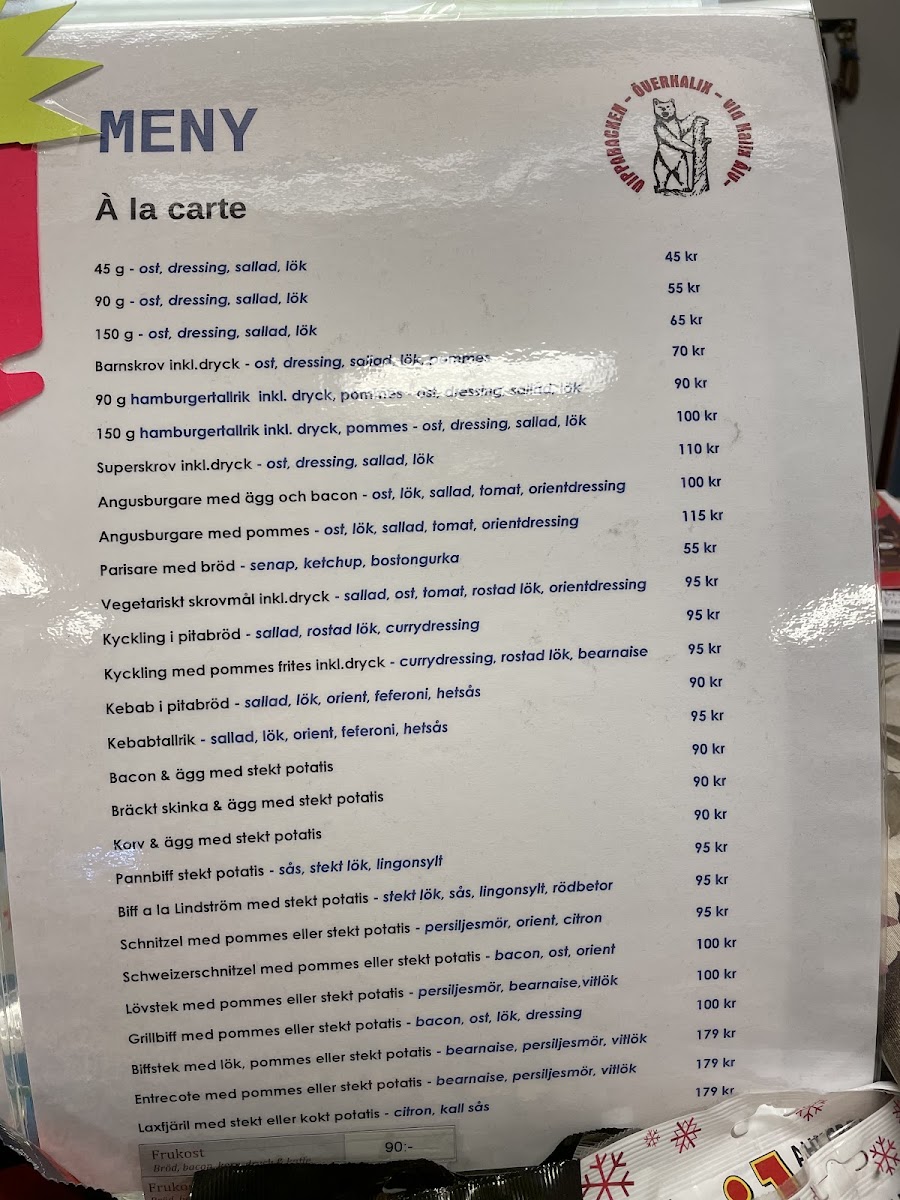 MENY
VIPPABACKEN - ÖVERKALIX - vid Kalix Älv-
À la carte
45 g - ost, dressing, sallad, lök 45 kr
90 g - ost, dressing, sallad, lök 55 kr
150 g - ost, dressing, sallad, lök 65 kr
Barnskrov inkl.dryck - ost, dressing, sallad, lök, pommes 70 kr
90 g hamburgertallrik inkl. dryck, pommes - ost, dressing, sallad, lök 90 kr
150 g hamburgertallrik inkl. dryck, pommes - ost, dressing, sallad, lök 100 kr
Superskrov inkl.dryck - ost, dressing, sallad, lök 110 kr
Angusburgare med ägg och bacon - ost, lök, sallad, tomat, orientdressing 100 kr
Angusburgare med pommes - ost, lök, sallad, tomat, orientdressing 115 kr
Parisare med bröd - senap, ketchup, bostongurka 55 kr
Vegetariskt skrovmål inkl.dryck - sallad, ost, tomat, rostad lök, orientdressing 95 kr
Kyckling i pitabröd - sallad, rostad lök, currydressing 95 kr
Kyckling med pommes frites inkl.dryck - currydressing, rostad lök, bearnaise 95 kr
Kebab i pitabröd - sallad, lök, orient, feferoni, hetsås 90 kr
Kebabtallrik - sallad, lök, orient, feferoni, hetsås 95 kr
Bacon & ägg med stekt potatis 90 kr
Bräckt skinka & ägg med stekt potatis 90 kr
Korv & ägg med stekt potatis 90 kr
Pannbiff stekt potatis - sås, stekt lök, lingonsylt 95 kr
Biff a la Lindström med stekt potatis - stekt lök, sås, lingonsylt, rödbetor 95 kr
Schnitzel med pommes eller stekt potatis - persiljesmör, orient, citron 95 kr
Schweizerschnitzel med pommes eller stekt potatis - bacon, ost, orient 100 kr
Lövstek med pommes eller stekt potatis - persiljesmör, bearnaise,vitlök 100 kr
Grillbiff med pommes eller stekt potatis - bacon, ost, lök, dressing 100 kr
Biffstek med lök, pommes eller stekt potatis - bearnaise, persiljesmör, vitlök 179 kr
Entrecote med pommes eller stekt potatis - bearnaise, persiljesmör, vitlök 179 kr
Laxfjäril med stekt eller kokt potatis - citron, kall sås 179 kr
Frukost 90:-
Bröd, bacon,